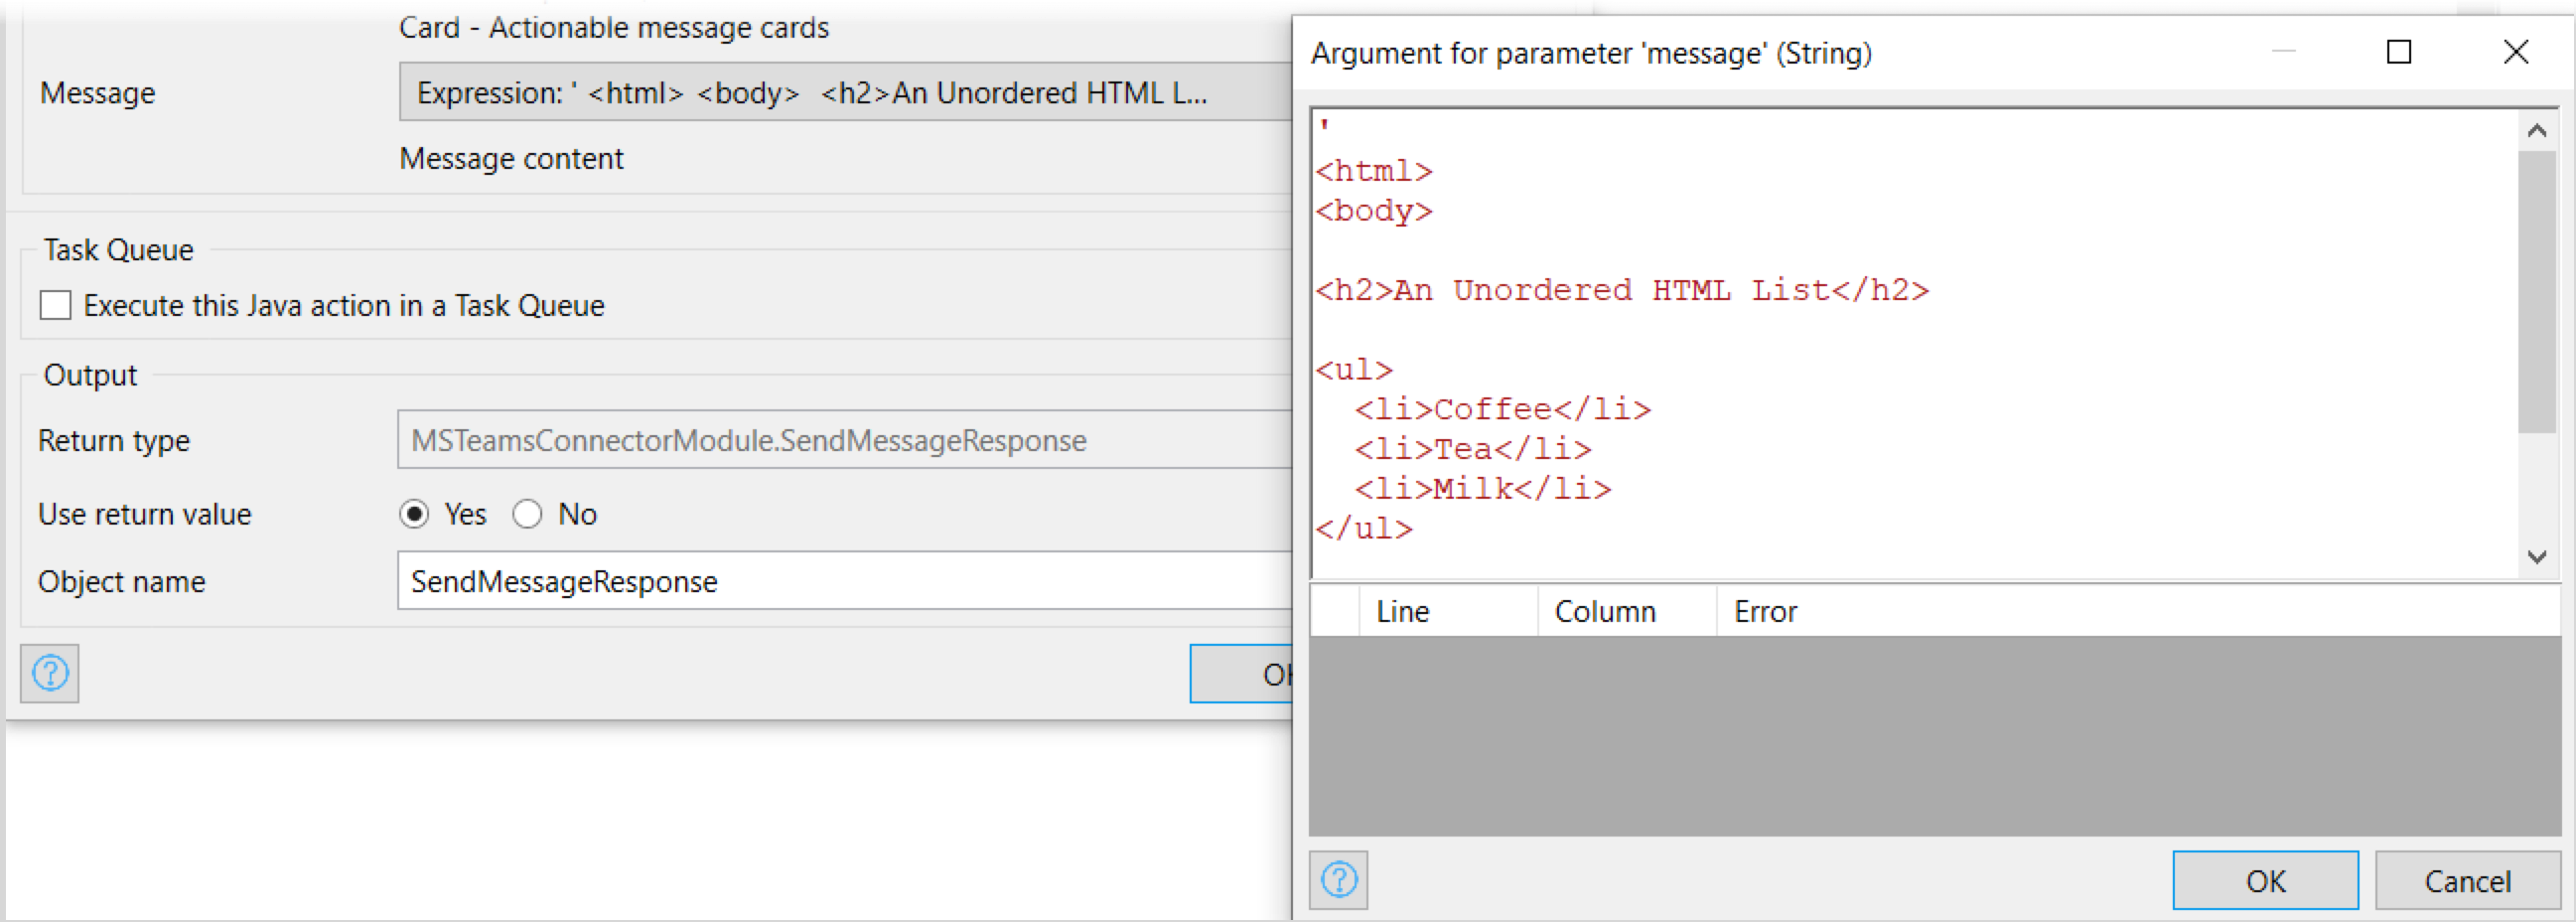 Card - Actionable message cards
Message
Expression: ' <html> <body>  <h2>An Unordered HTML L...
Message content
Task Queue
Execute this Java action in a Task Queue
Output
Return type
MSTeamsConnectorModule.SendMessageResponse
Use return value
Yes
No
Object name
SendMessageResponse
Argument for parameter 'message' (String)
'
<html>
<body>
<h2>An Unordered HTML List</h2>
<ul>
<li>Coffee</li>
<li>Tea</li>
<li>Milk</li>
</ul>
Line Column Error
OK Cancel